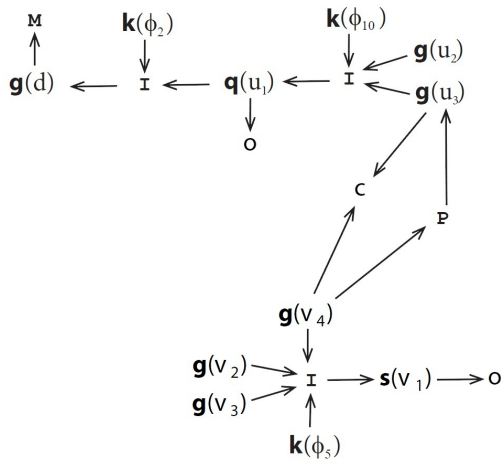 M k(ϕ₂) k(ϕ₁₀)
g(u₂)
g(d) I q(u₁) I g(u₃)
O
C
P
g(v₄)
g(v₂)
I s(v₁) O
g(v₃)
k(ϕ₅)